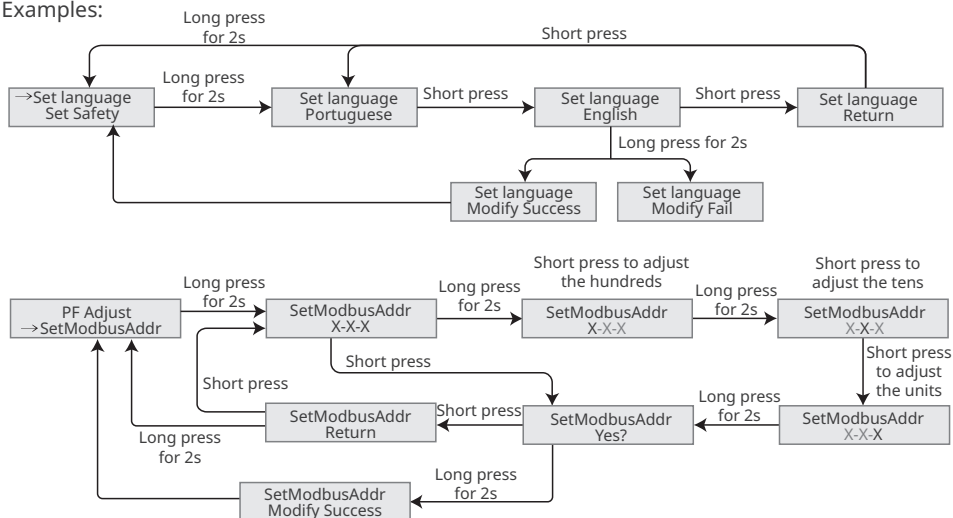 Examples:
Long press
for 2s
Short press
→Set language
Set Safety
Long press
for 2s
Set language
Portuguese
Short press
Set language
English
Short press
Set language
Return
Long press for 2s
Set language
Modify Success
Set language
Modify Fail
PF Adjust
→SetModbusAddr
Long press
for 2s
SetModbusAddr
X-X-X
Long press
for 2s
Short press to adjust
the hundreds
SetModbusAddr
X-X-X
Long press
for 2s
Short press to
adjust the tens
SetModbusAddr
X-X-X
Short press
to adjust
the units
Short press
Short press
SetModbusAddr
Return
Short press
SetModbusAddr
Yes?
Long press
for 2s
SetModbusAddr
X-X-X
Long press
for 2s
Long press
for 2s
SetModbusAddr
Modify Success